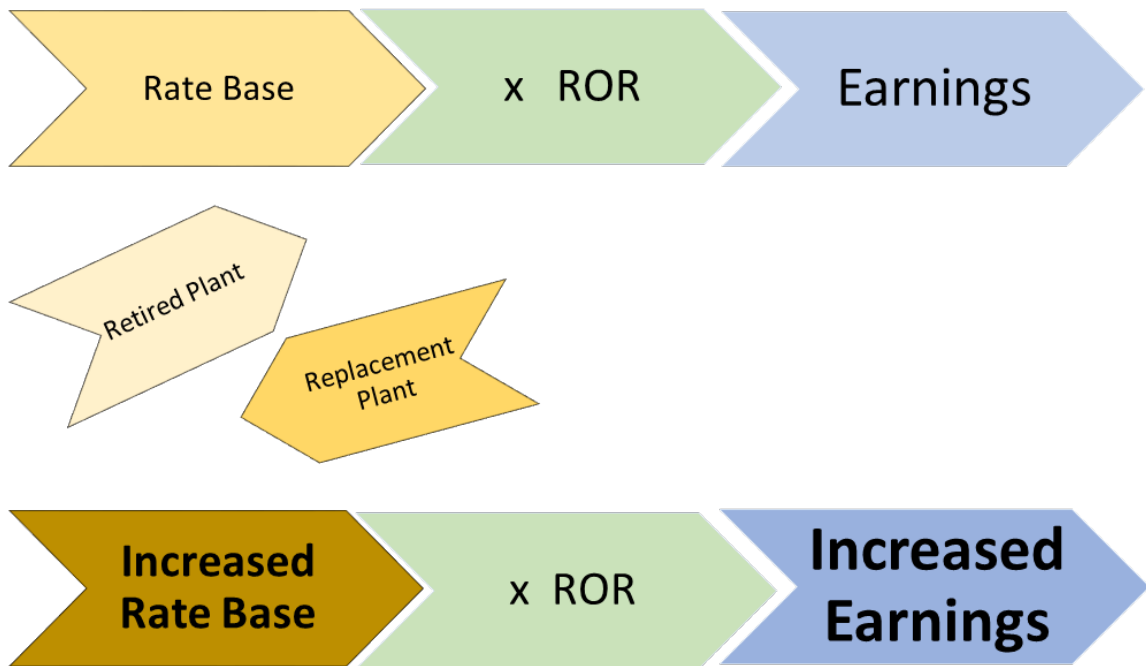 Rate Base
x ROR
Earnings
Retired Plant
Replacement
Plant
Increased
Rate Base
x ROR
Increased
Earnings